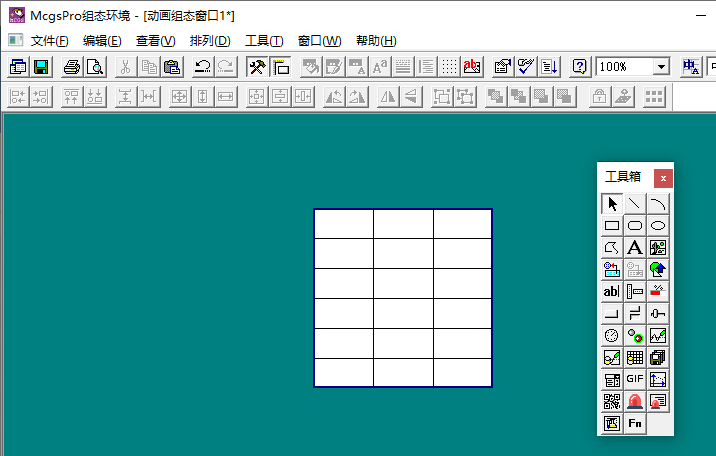 McgsPro组态环境 - [动画组态窗口1*]
文件(F) 编辑(E) 查看(V) 排列(D) 工具(T) 窗口(W) 帮助(H)
100%
工具箱
A
ab|
GIF
Fn